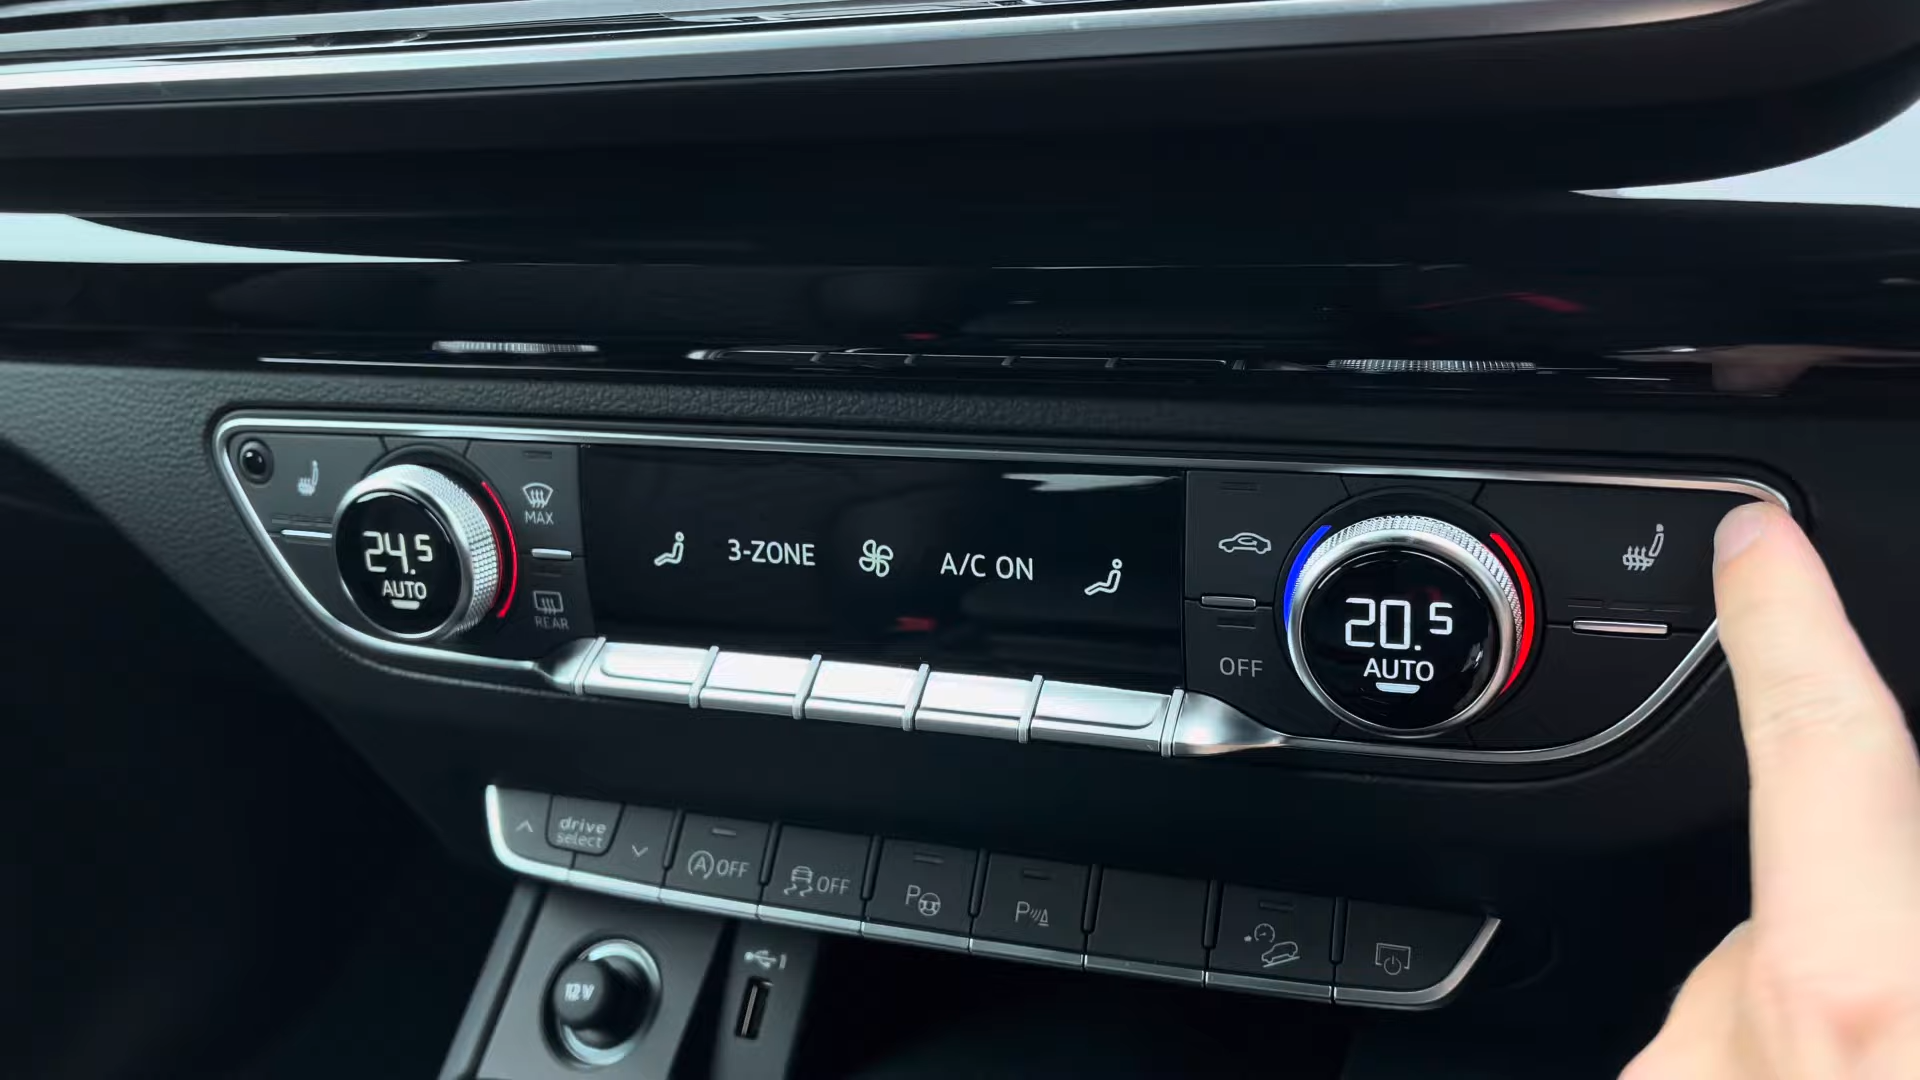 MAX
24.5
AUTO
REAR
3-ZONE
A/C ON
20.5
AUTO
OFF
drive
select
A OFF
OFF
P
P
12V